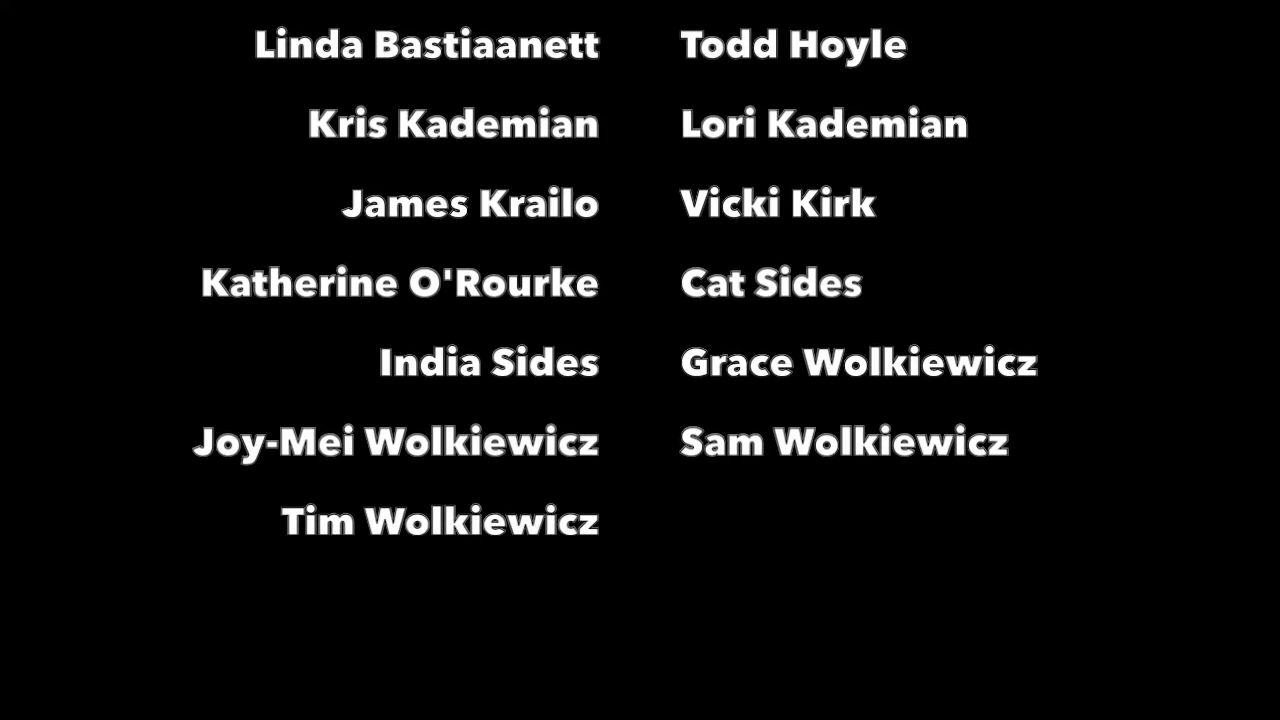 Linda Bastiaanett Todd Hoyle
Kris Kademian Lori Kademian
James Krailo Vicki Kirk
Katherine O'Rourke Cat Sides
India Sides Grace Wolkiewicz
Joy-Mei Wolkiewicz Sam Wolkiewicz
Tim Wolkiewicz